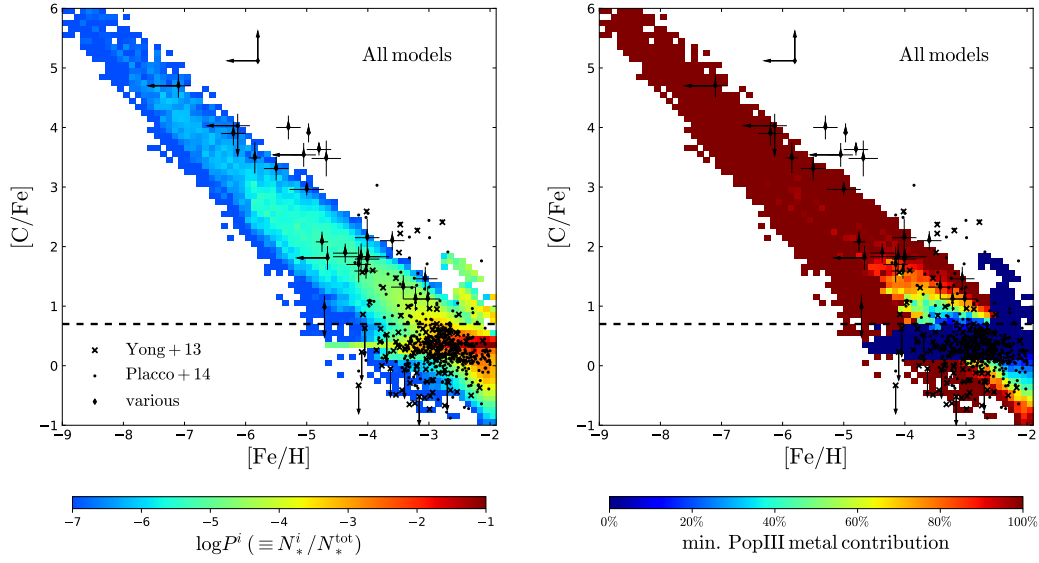 All models
[C/Fe]
6
5
4
3
2
1
0
−1
× Yong + 13
· Placco + 14
♦ various
−9 −8 −7 −6 −5 −4 −3 −2
[Fe/H]
−7 −6 −5 −4 −3 −2 −1
log P^i (≡ N_*^i/N_*^tot)
All models
[C/Fe]
6
5
4
3
2
1
0
−1
−9 −8 −7 −6 −5 −4 −3 −2
[Fe/H]
0% 20% 40% 60% 80% 100%
min. PopIII metal contribution